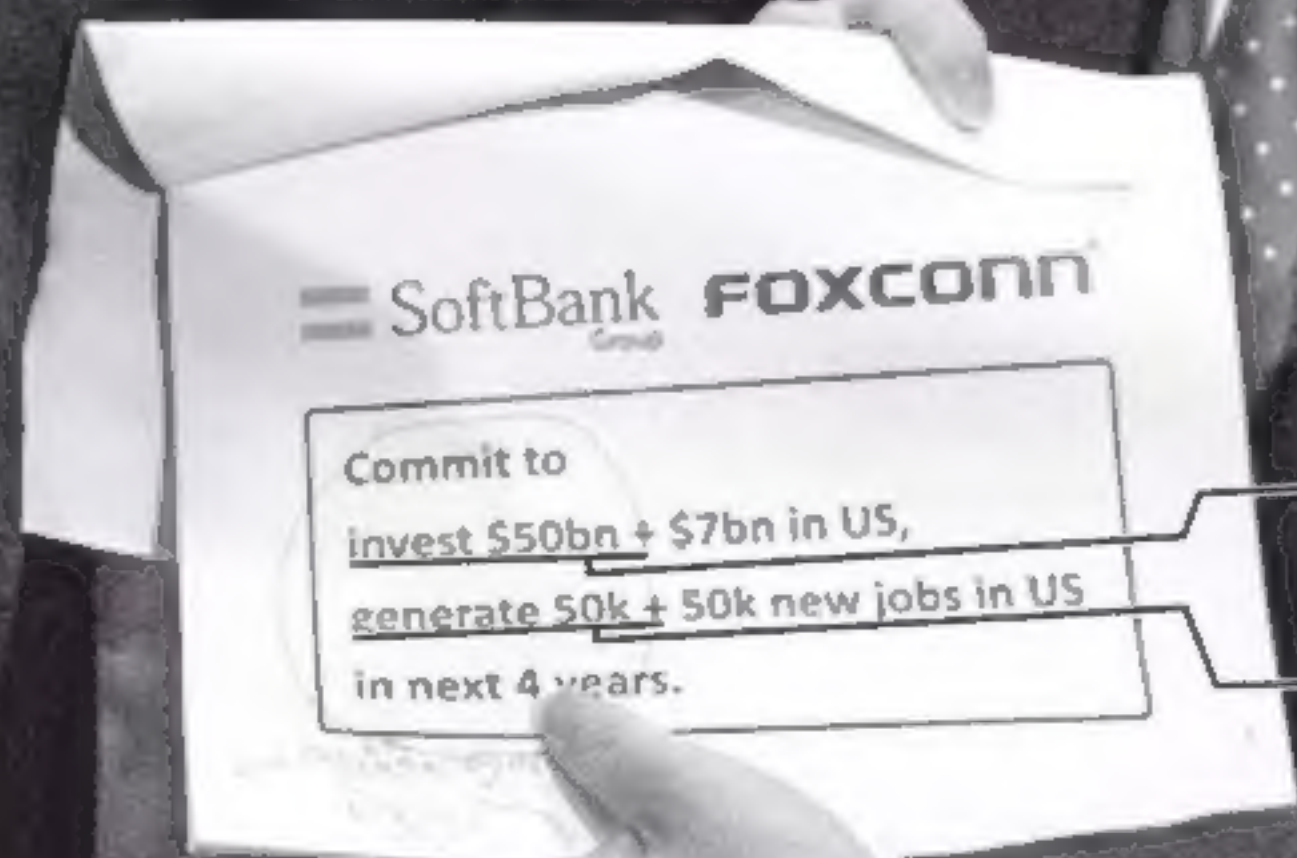 SoftBank FOXCONN
Group
Commit to
invest $50bn + $7bn in US,
generate 50k + 50k new jobs in US
in next 4 years.